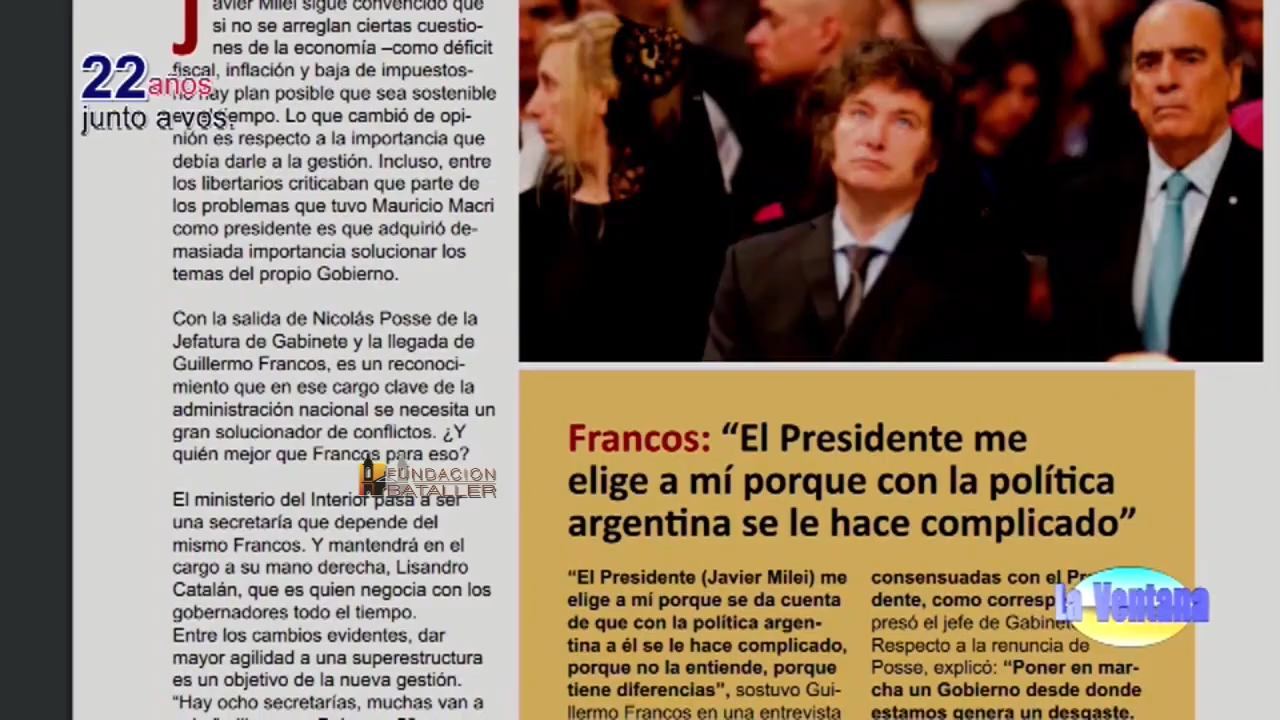 avier Milei sigue convencido que
J si no se arreglan ciertas cuestio-
nes de la economía –como déficit
fiscal, inflación y baja de impuestos-
no hay plan posible que sea sostenible
en el tiempo. Lo que cambió de opi-
nión es respecto a la importancia que
debía darle a la gestión. Incluso, entre
los libertarios criticaban que parte de
los problemas que tuvo Mauricio Macri
como presidente es que adquirió de-
masiada importancia solucionar los
temas del propio Gobierno.
22 años
junto a vos.
Con la salida de Nicolás Posse de la
Jefatura de Gabinete y la llegada de
Guillermo Francos, es un reconoci-
miento que en ese cargo clave de la
administración nacional se necesita un
gran solucionador de conflictos. ¿Y
quién mejor que Francos para eso?
FUNDACION
BATALLER
El ministerio del Interior pasa a ser
una secretaría que depende del
mismo Francos. Y mantendrá en el
cargo a su mano derecha, Lisandro
Catalán, que es quien negocia con los
gobernadores todo el tiempo.
Entre los cambios evidentes, dar
mayor agilidad a una superestructura
es un objetivo de la nueva gestión.
“Hay ocho secretarías, muchas van a
Francos: “El Presidente me
elige a mí porque con la política
argentina se le hace complicado”
“El Presidente (Javier Milei) me
elige a mí porque se da cuenta
de que con la política argen-
tina a él se le hace complicado,
porque no la entiende, porque
tiene diferencias”, sostuvo Gui-
llermo Francos en una entrevista
consensuadas con el
dente, como
presó el jefe de
Respecto a la renuncia de
Posse, explicó: “Poner en mar-
cha un Gobierno desde donde
estamos genera un desgaste.
La Ventana